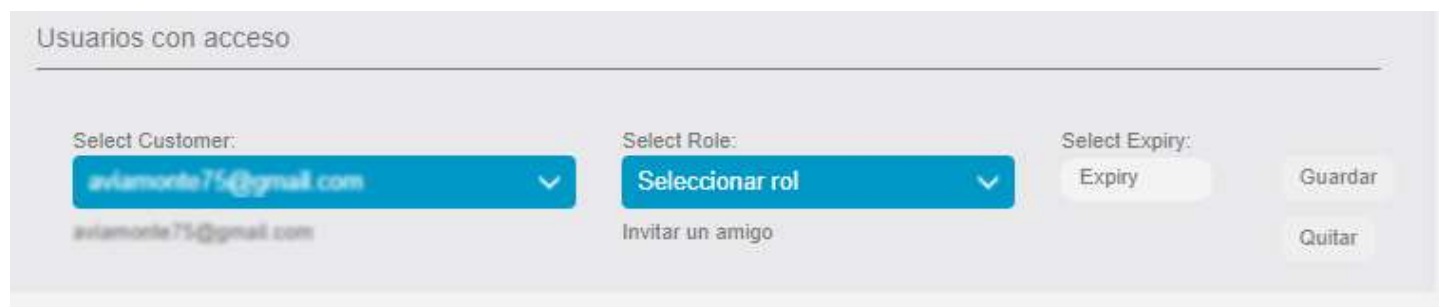 Usuarios con acceso
Select Customer: Select Role: Select Expiry:
Seleccionar rol Expiry Guardar
Invitar un amigo Quitar